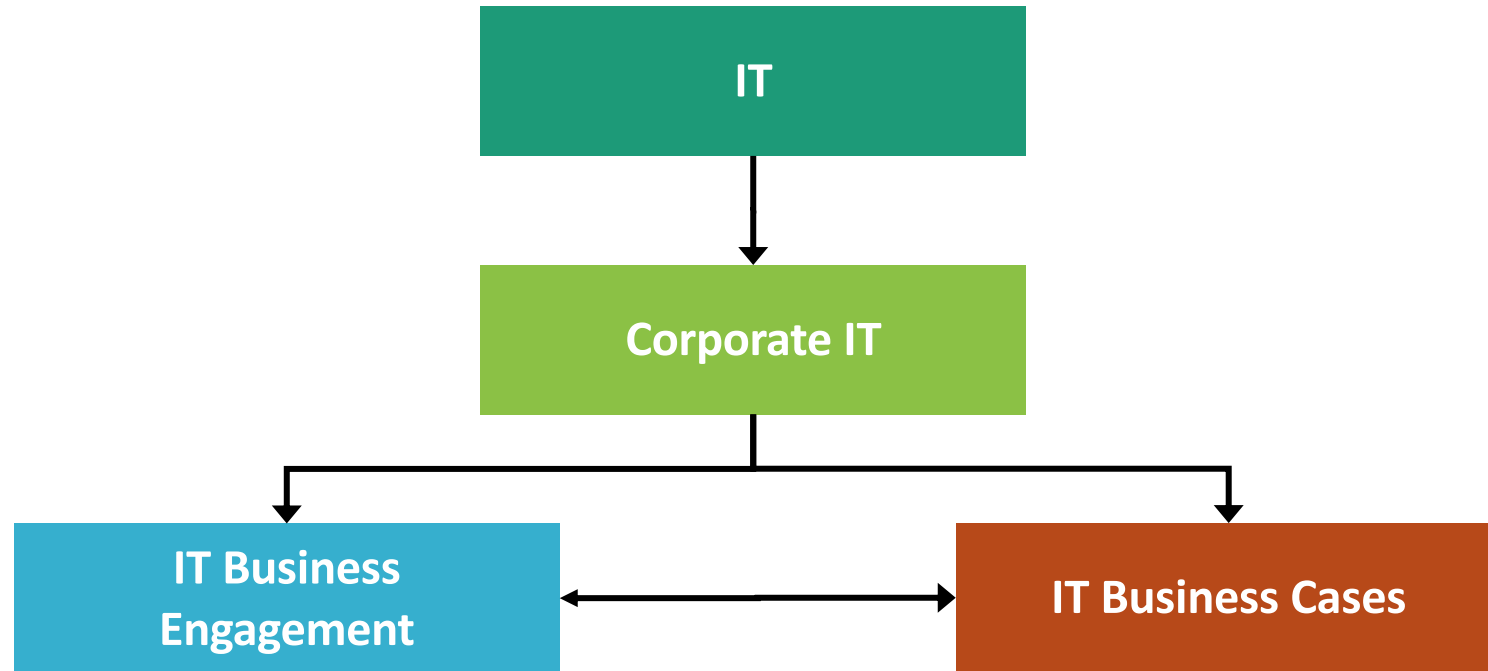 IT
Corporate IT
IT Business
Engagement
IT Business Cases